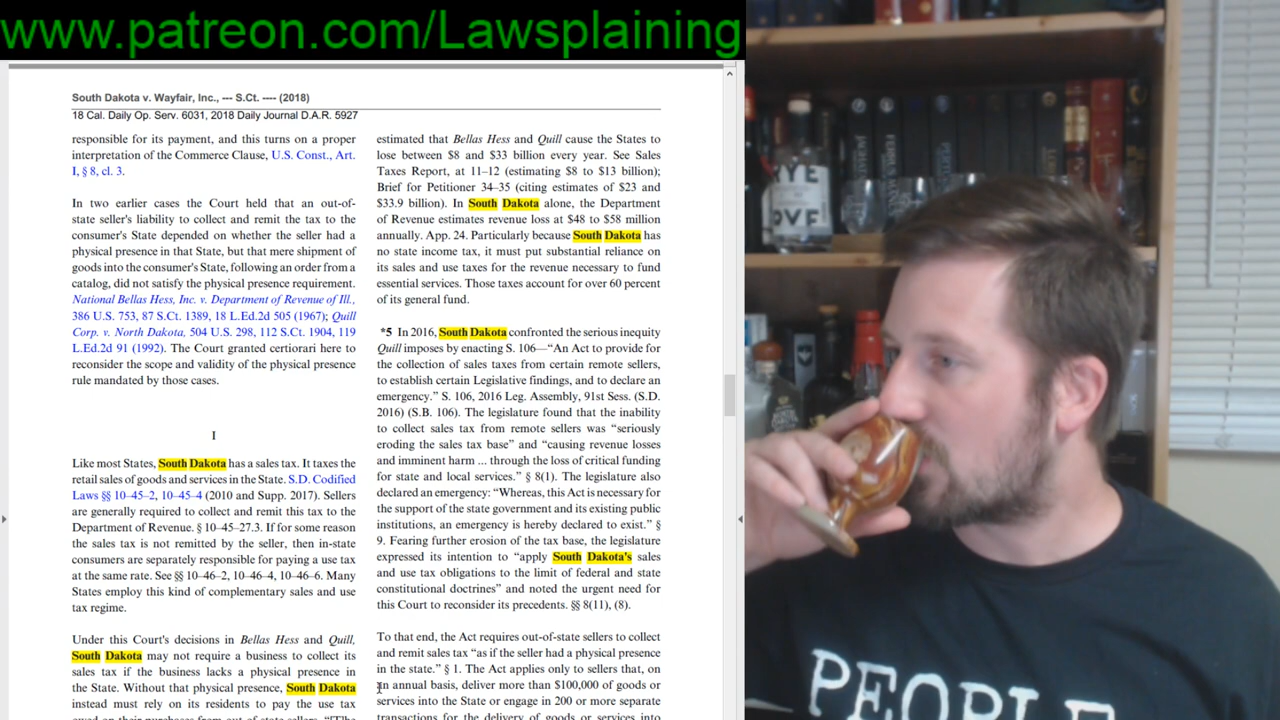 www.patreon.com/Lawsplaining
South Dakota v. Wayfair, Inc., --- S.Ct. ---- (2018)
18 Cal. Daily Op. Serv. 6031, 2018 Daily Journal D.A.R. 5927
responsible for its payment, and this turns on a proper
interpretation of the Commerce Clause, U.S. Const., Art.
I, § 8, cl. 3.
In two earlier cases the Court held that an out-of-
state seller's liability to collect and remit the tax to the
consumer's State depended on whether the seller had a
physical presence in that State, but that mere shipment of
goods into the consumer's State, following an order from a
catalog, did not satisfy the physical presence requirement.
National Bellas Hess, Inc. v. Department of Revenue of Ill.,
386 U.S. 753, 87 S.Ct. 1389, 18 L.Ed.2d 505 (1967); Quill
Corp. v. North Dakota, 504 U.S. 298, 112 S.Ct. 1904, 119
L.Ed.2d 91 (1992). The Court granted certiorari here to
reconsider the scope and validity of the physical presence
rule mandated by those cases.
I
Like most States, South Dakota has a sales tax. It taxes the
retail sales of goods and services in the State. S.D. Codified
Laws §§ 10–45–2, 10–45–4 (2010 and Supp. 2017). Sellers
are generally required to collect and remit this tax to the
Department of Revenue. § 10–45–27.3. If for some reason
the sales tax is not remitted by the seller, then in-state
consumers are separately responsible for paying a use tax
at the same rate. See §§ 10–46–2, 10–46–4, 10–46–6. Many
States employ this kind of complementary sales and use
tax regime.
Under this Court's decisions in Bellas Hess and Quill,
South Dakota may not require a business to collect its
sales tax if the business lacks a physical presence in
the State. Without that physical presence, South Dakota
instead must rely on its residents to pay the use tax
owed on their purchases from out-of-state sellers. “[T]he
estimated that Bellas Hess and Quill cause the States to
lose between $8 and $33 billion every year. See Sales
Taxes Report, at 11–12 (estimating $8 to $13 billion);
Brief for Petitioner 34–35 (citing estimates of $23 and
$33.9 billion). In South Dakota alone, the Department
of Revenue estimates revenue loss at $48 to $58 million
annually. App. 24. Particularly because South Dakota has
no state income tax, it must put substantial reliance on
its sales and use taxes for the revenue necessary to fund
essential services. Those taxes account for over 60 percent
of its general fund.
*5 In 2016, South Dakota confronted the serious inequity
Quill imposes by enacting S. 106—“An Act to provide for
the collection of sales taxes from certain remote sellers,
to establish certain Legislative findings, and to declare an
emergency.” S. 106, 2016 Leg. Assembly, 91st Sess. (S.D.
2016) (S.B. 106). The legislature found that the inability
to collect sales tax from remote sellers was “seriously
eroding the sales tax base” and “causing revenue losses
and imminent harm ... through the loss of critical funding
for state and local services.” § 8(1). The legislature also
declared an emergency: “Whereas, this Act is necessary for
the support of the state government and its existing public
institutions, an emergency is hereby declared to exist.” §
9. Fearing further erosion of the tax base, the legislature
expressed its intention to “apply South Dakota's sales
and use tax obligations to the limit of federal and state
constitutional doctrines” and noted the urgent need for
this Court to reconsider its precedents. §§ 8(11), (8).
To that end, the Act requires out-of-state sellers to collect
and remit sales tax “as if the seller had a physical presence
in the state.” § 1. The Act applies only to sellers that, on
an annual basis, deliver more than $100,000 of goods or
services into the State or engage in 200 or more separate
transactions for the delivery of goods or services into
RYE
OVE
PEOPLE